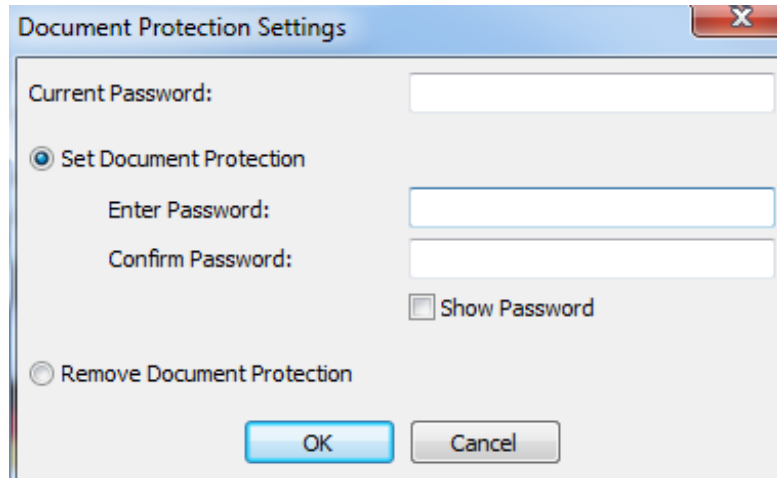 Document Protection Settings
Current Password:
Set Document Protection
Enter Password:
Confirm Password:
Show Password
Remove Document Protection
OK Cancel